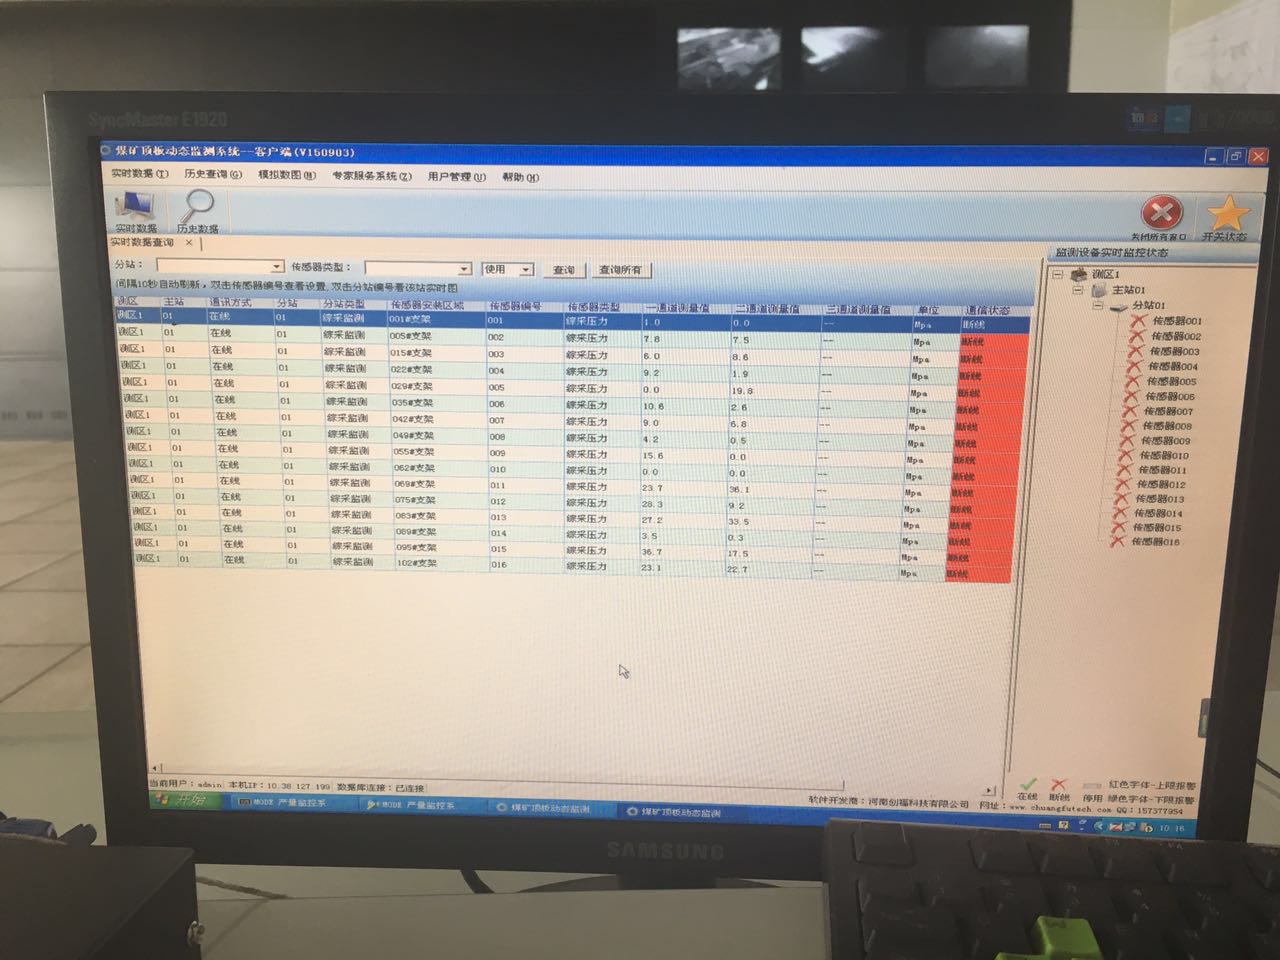 SyncMaster E1920
煤矿顶板动态监测系统--客户端(V150903)
实时数据(T) 历史查询(G) 模拟数图(M) 专家服务系统(Z) 用户管理(U) 帮助(H)
实时数据 历史数据 关闭所有窗口 开关状态
实时数据查询 ×
监测设备实时监控状态
分站: 传感器类型: 使用 查询 查询所有
间隔10秒自动刷新,双击传感器编号查看设置,双击分站编号看该站实时图
测区 主站 通讯方式 分站 分站类型 传感器安装区域 传感器编号 传感器类型 一通道测量值 二通道测量值 三通道测量值 单位 通信状态
测区1 01 在线 01 综采监测 001#支架 001 综采压力 1.0 0.0 -- Mpa 断线
测区1 01 在线 01 综采监测 005#支架 002 综采压力 7.8 7.5 -- Mpa 断线
测区1 01 在线 01 综采监测 015#支架 003 综采压力 6.0 8.6 -- Mpa 断线
测区1 01 在线 01 综采监测 022#支架 004 综采压力 9.2 1.9 -- Mpa 断线
测区1 01 在线 01 综采监测 029#支架 005 综采压力 0.0 19.8 -- Mpa 断线
测区1 01 在线 01 综采监测 035#支架 006 综采压力 10.6 2.6 -- Mpa 断线
测区1 01 在线 01 综采监测 042#支架 007 综采压力 9.0 6.8 -- Mpa 断线
测区1 01 在线 01 综采监测 049#支架 008 综采压力 4.2 0.5 -- Mpa 断线
测区1 01 在线 01 综采监测 055#支架 009 综采压力 15.6 0.0 -- Mpa 断线
测区1 01 在线 01 综采监测 062#支架 010 综采压力 0.0 0.0 -- Mpa 断线
测区1 01 在线 01 综采监测 069#支架 011 综采压力 23.7 36.1 -- Mpa 断线
测区1 01 在线 01 综采监测 075#支架 012 综采压力 28.3 9.2 -- Mpa 断线
测区1 01 在线 01 综采监测 083#支架 013 综采压力 27.2 33.5 -- Mpa 断线
测区1 01 在线 01 综采监测 089#支架 014 综采压力 3.5 0.3 -- Mpa 断线
测区1 01 在线 01 综采监测 095#支架 015 综采压力 36.7 17.5 -- Mpa 断线
测区1 01 在线 01 综采监测 102#支架 016 综采压力 23.1 22.7 -- Mpa 断线
测区1
主站01
分站01
传感器001
传感器002
传感器003
传感器004
传感器005
传感器006
传感器007
传感器008
传感器009
传感器010
传感器011
传感器012
传感器013
传感器014
传感器015
传感器016
在线 断线 停用 红色字体-上限报警
绿色字体-下限报警
当前用户:admin 本机IP:10.38.127.199 数据库连接:已连接
软件开发商:河南创福科技有限公司 网址:www.chuangfutech.com QQ:157377954
开始 MODE 产量监控系 MODE 产量监控系 煤矿顶板动态监测 煤矿顶板动态监测 10:16
SAMSUNG